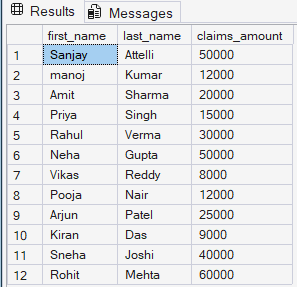 Results Messages
first_name last_name claims_amount
1 Sanjay Attelli 50000
2 manoj Kumar 12000
3 Amit Sharma 20000
4 Priya Singh 15000
5 Rahul Verma 30000
6 Neha Gupta 50000
7 Vikas Reddy 8000
8 Pooja Nair 12000
9 Arjun Patel 25000
10 Kiran Das 9000
11 Sneha Joshi 40000
12 Rohit Mehta 60000